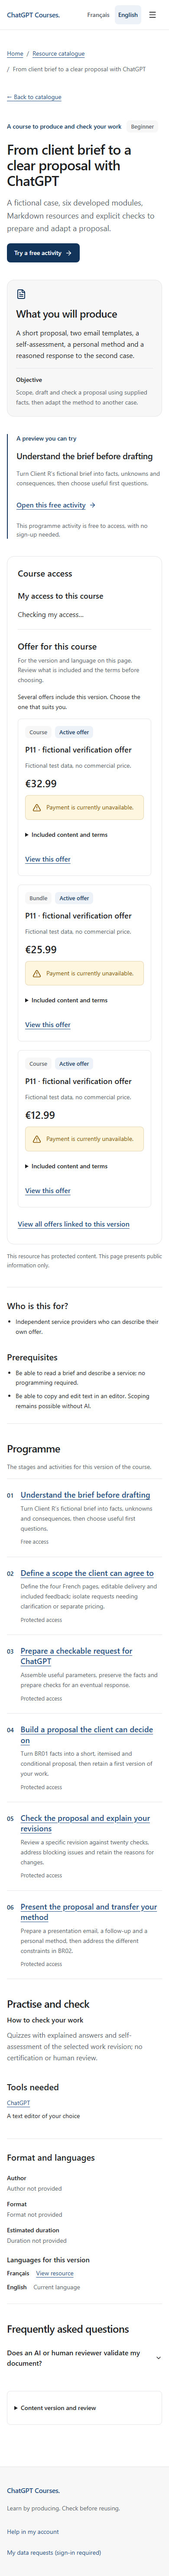 ChatGPT Courses.
Français
English
Home / Resource catalogue
/ From client brief to a clear proposal with ChatGPT
← Back to catalogue
A course to produce and check your work
Beginner
From client brief to a
clear proposal with
ChatGPT
A fictional case, six developed modules,
Markdown resources and explicit checks to
prepare and adapt a proposal.
Try a free activity →
What you will produce
A short proposal, two email templates, a
self-assessment, a personal method and a
reasoned response to the second case.
Objective
Scope, draft and check a proposal using supplied
facts, then adapt the method to another case.
A preview you can try
Understand the brief before drafting
Turn Client R's fictional brief into facts, unknowns and
consequences, then choose useful first questions.
Open this free activity →
This programme activity is free to access, with no
sign-up needed.
Course access
My access to this course
Checking my access...
Offer for this course
For the version and language on this page.
Review what is included and the terms before
choosing.
Several offers include this version. Choose the
one that suits you.
Course
Active offer
P11 · fictional verification offer
Fictional test data, no commercial price.
€32.99
Payment is currently unavailable.
Included content and terms
View this offer
Bundle
Active offer
P11 · fictional verification offer
Fictional test data, no commercial price.
€25.99
Payment is currently unavailable.
Included content and terms
View this offer
Course
Active offer
P11 · fictional verification offer
Fictional test data, no commercial price.
€12.99
Payment is currently unavailable.
Included content and terms
View this offer
View all offers linked to this version
This resource has protected content. This page presents public
information only.
Who is this for?
• Independent service providers who can describe their
own offer.
Prerequisites
• Be able to read a brief and describe a service; no
programming required.
• Be able to copy and edit text in an editor. Scoping
remains possible without AI.
Programme
The stages and activities for this version of the course.
01 Understand the brief before drafting
Turn Client R's fictional brief into facts, unknowns
and consequences, then choose useful first
questions.
Free access
02 Define a scope the client can agree to
Define the four French pages, editable delivery and
included feedback; isolate requests needing
clarification or separate pricing.
Protected access
03 Prepare a checkable request for
ChatGPT
Assemble useful parameters, preserve the facts and
prepare checks for an eventual response.
Protected access
04 Build a proposal the client can decide
on
Turn BR01 facts into a short, itemised and
conditional proposal, then retain a first version of
your work.
Protected access
05 Check the proposal and explain your
revisions
Review a specific revision against twenty checks,
address blocking issues and retain the reasons for
changes.
Protected access
06 Present the proposal and transfer your
method
Prepare a presentation email, a follow-up and a
personal method, then address the different
constraints in BR02.
Protected access
Practise and check
How to check your work
Quizzes with explained answers and self-
assessment of the selected work revision; no
certification or human review.
Tools needed
ChatGPT
A text editor of your choice
Format and languages
Author
Author not provided
Format
Format not provided
Estimated duration
Duration not provided
Languages for this version
Français View resource
English Current language
Frequently asked questions
Does an AI or human reviewer validate my
document?
Content version and review
ChatGPT Courses.
Learn by producing. Check before reusing.
Help in my account
My data requests (sign-in required)